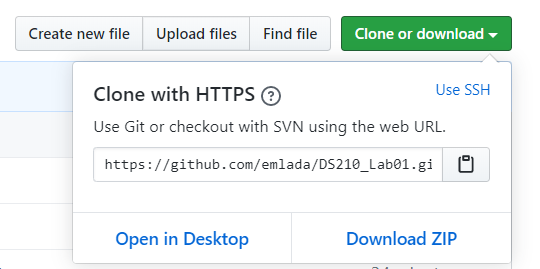 Create new file Upload files Find file Clone or download
Clone with HTTPS ? Use SSH
Use Git or checkout with SVN using the web URL.
https://github.com/emlada/DS210_Lab01.gi
Open in Desktop Download ZIP